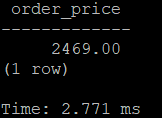 order_price
-------------
2469.00
(1 row)
Time: 2.771 ms